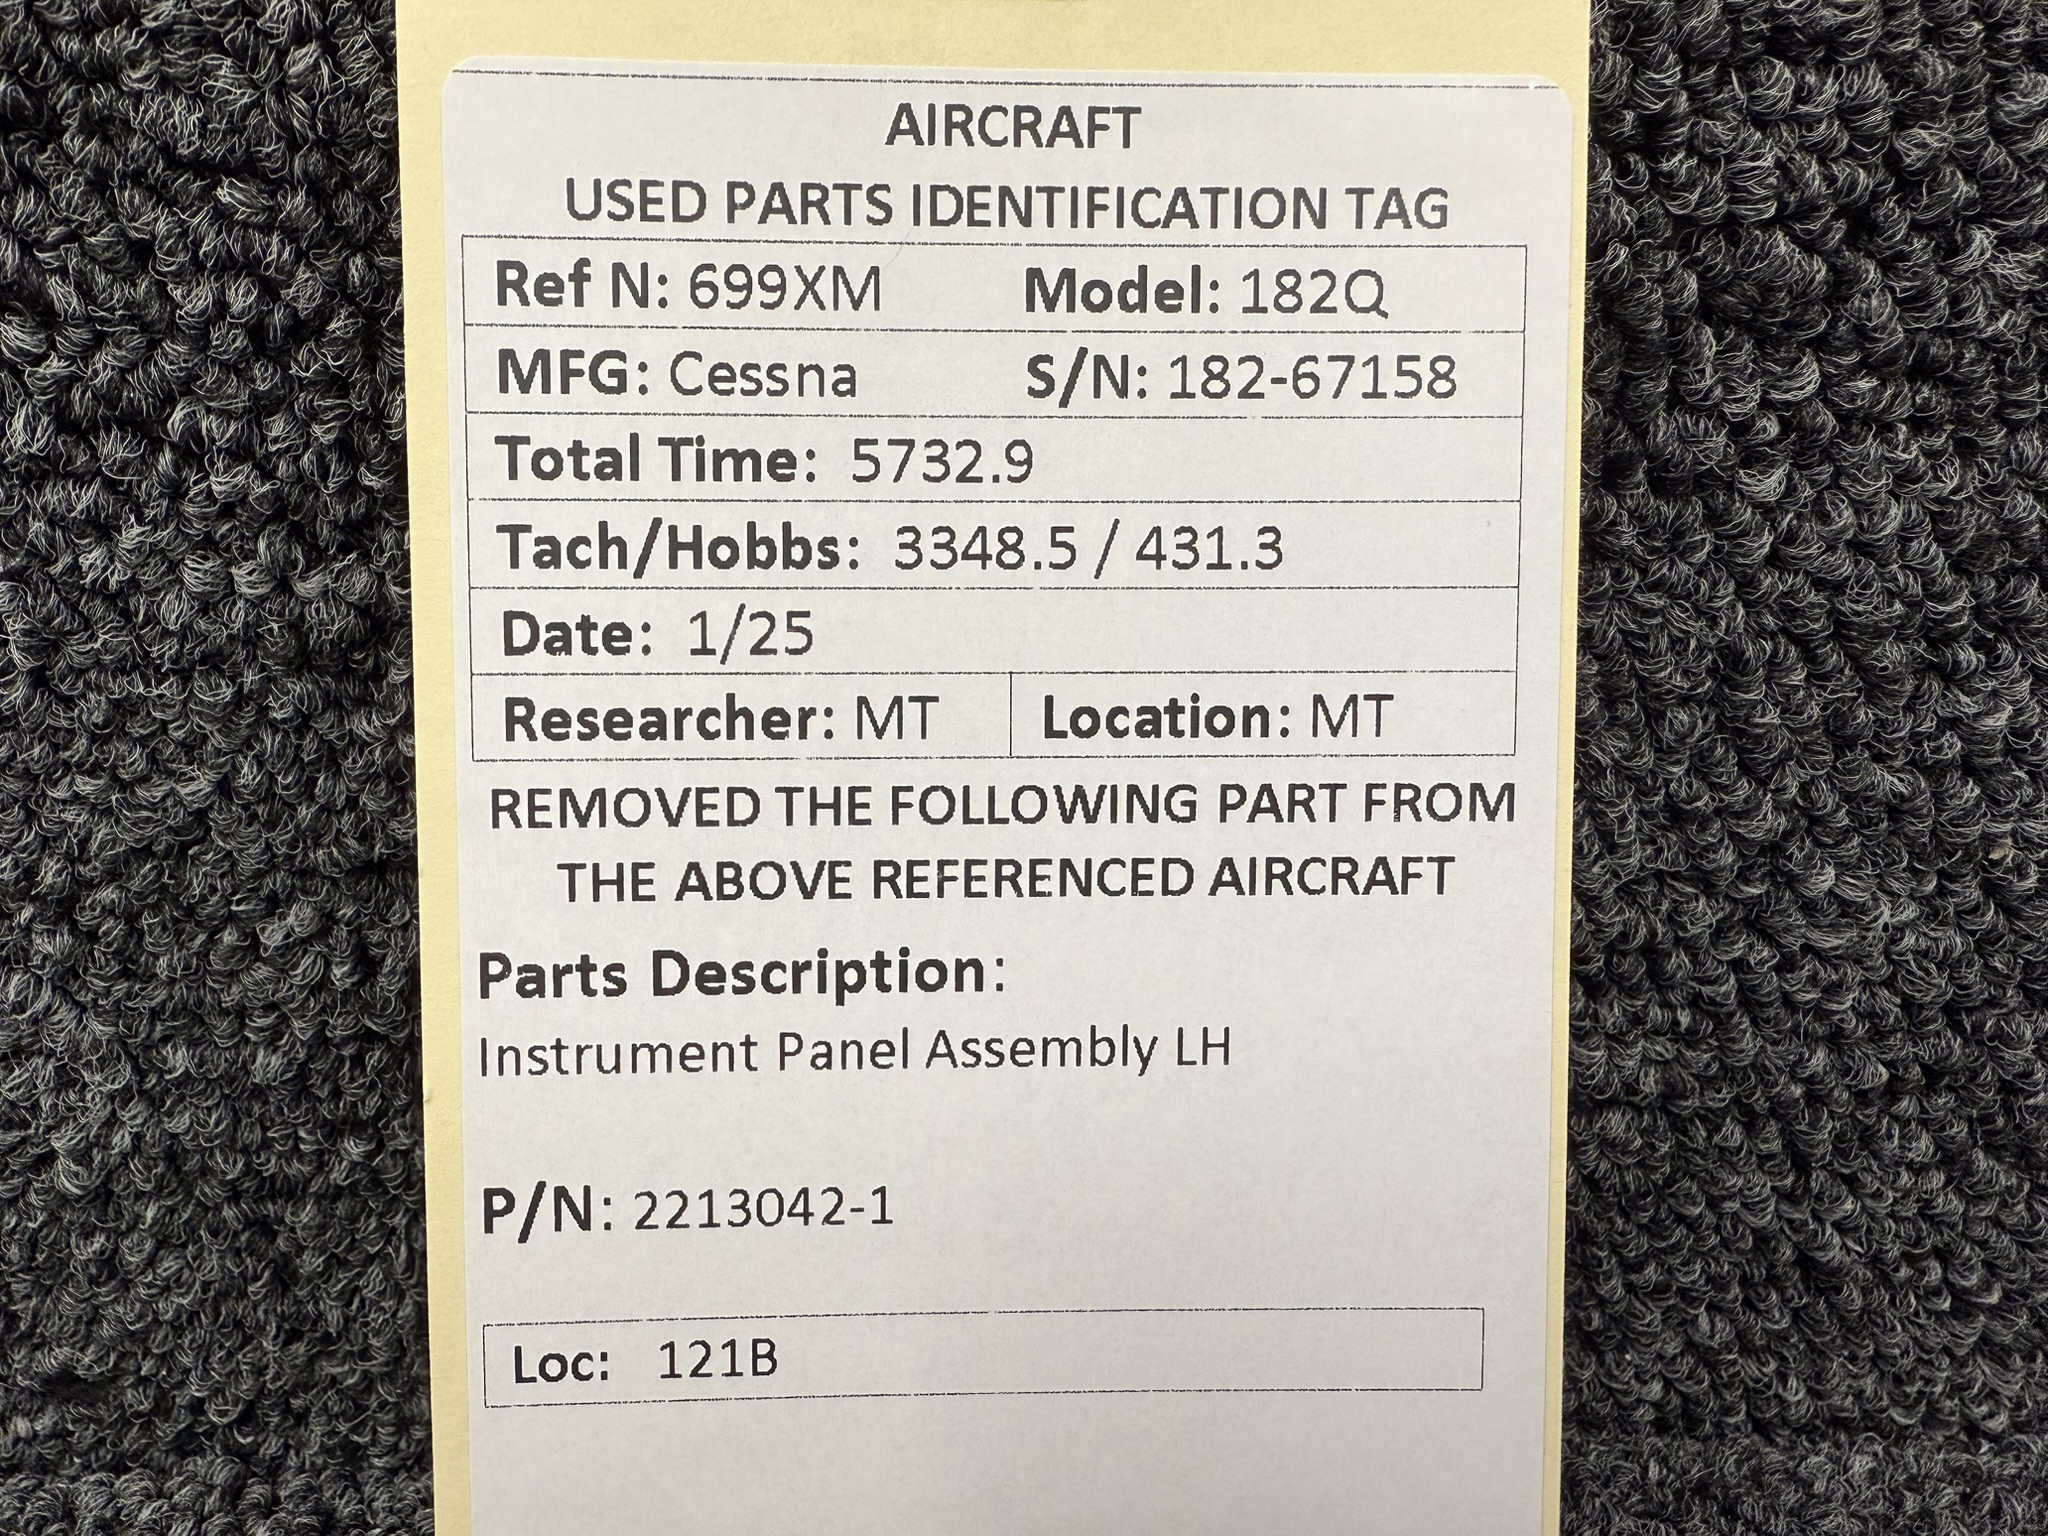 AIRCRAFT
USED PARTS IDENTIFICATION TAG
Ref N: 699XM Model: 182Q
MFG: Cessna S/N: 182-67158
Total Time: 5732.9
Tach/Hobbs: 3348.5 / 431.3
Date: 1/25
Researcher: MT Location: MT
REMOVED THE FOLLOWING PART FROM
THE ABOVE REFERENCED AIRCRAFT
Parts Description:
Instrument Panel Assembly LH
P/N: 2213042-1
Loc: 121B